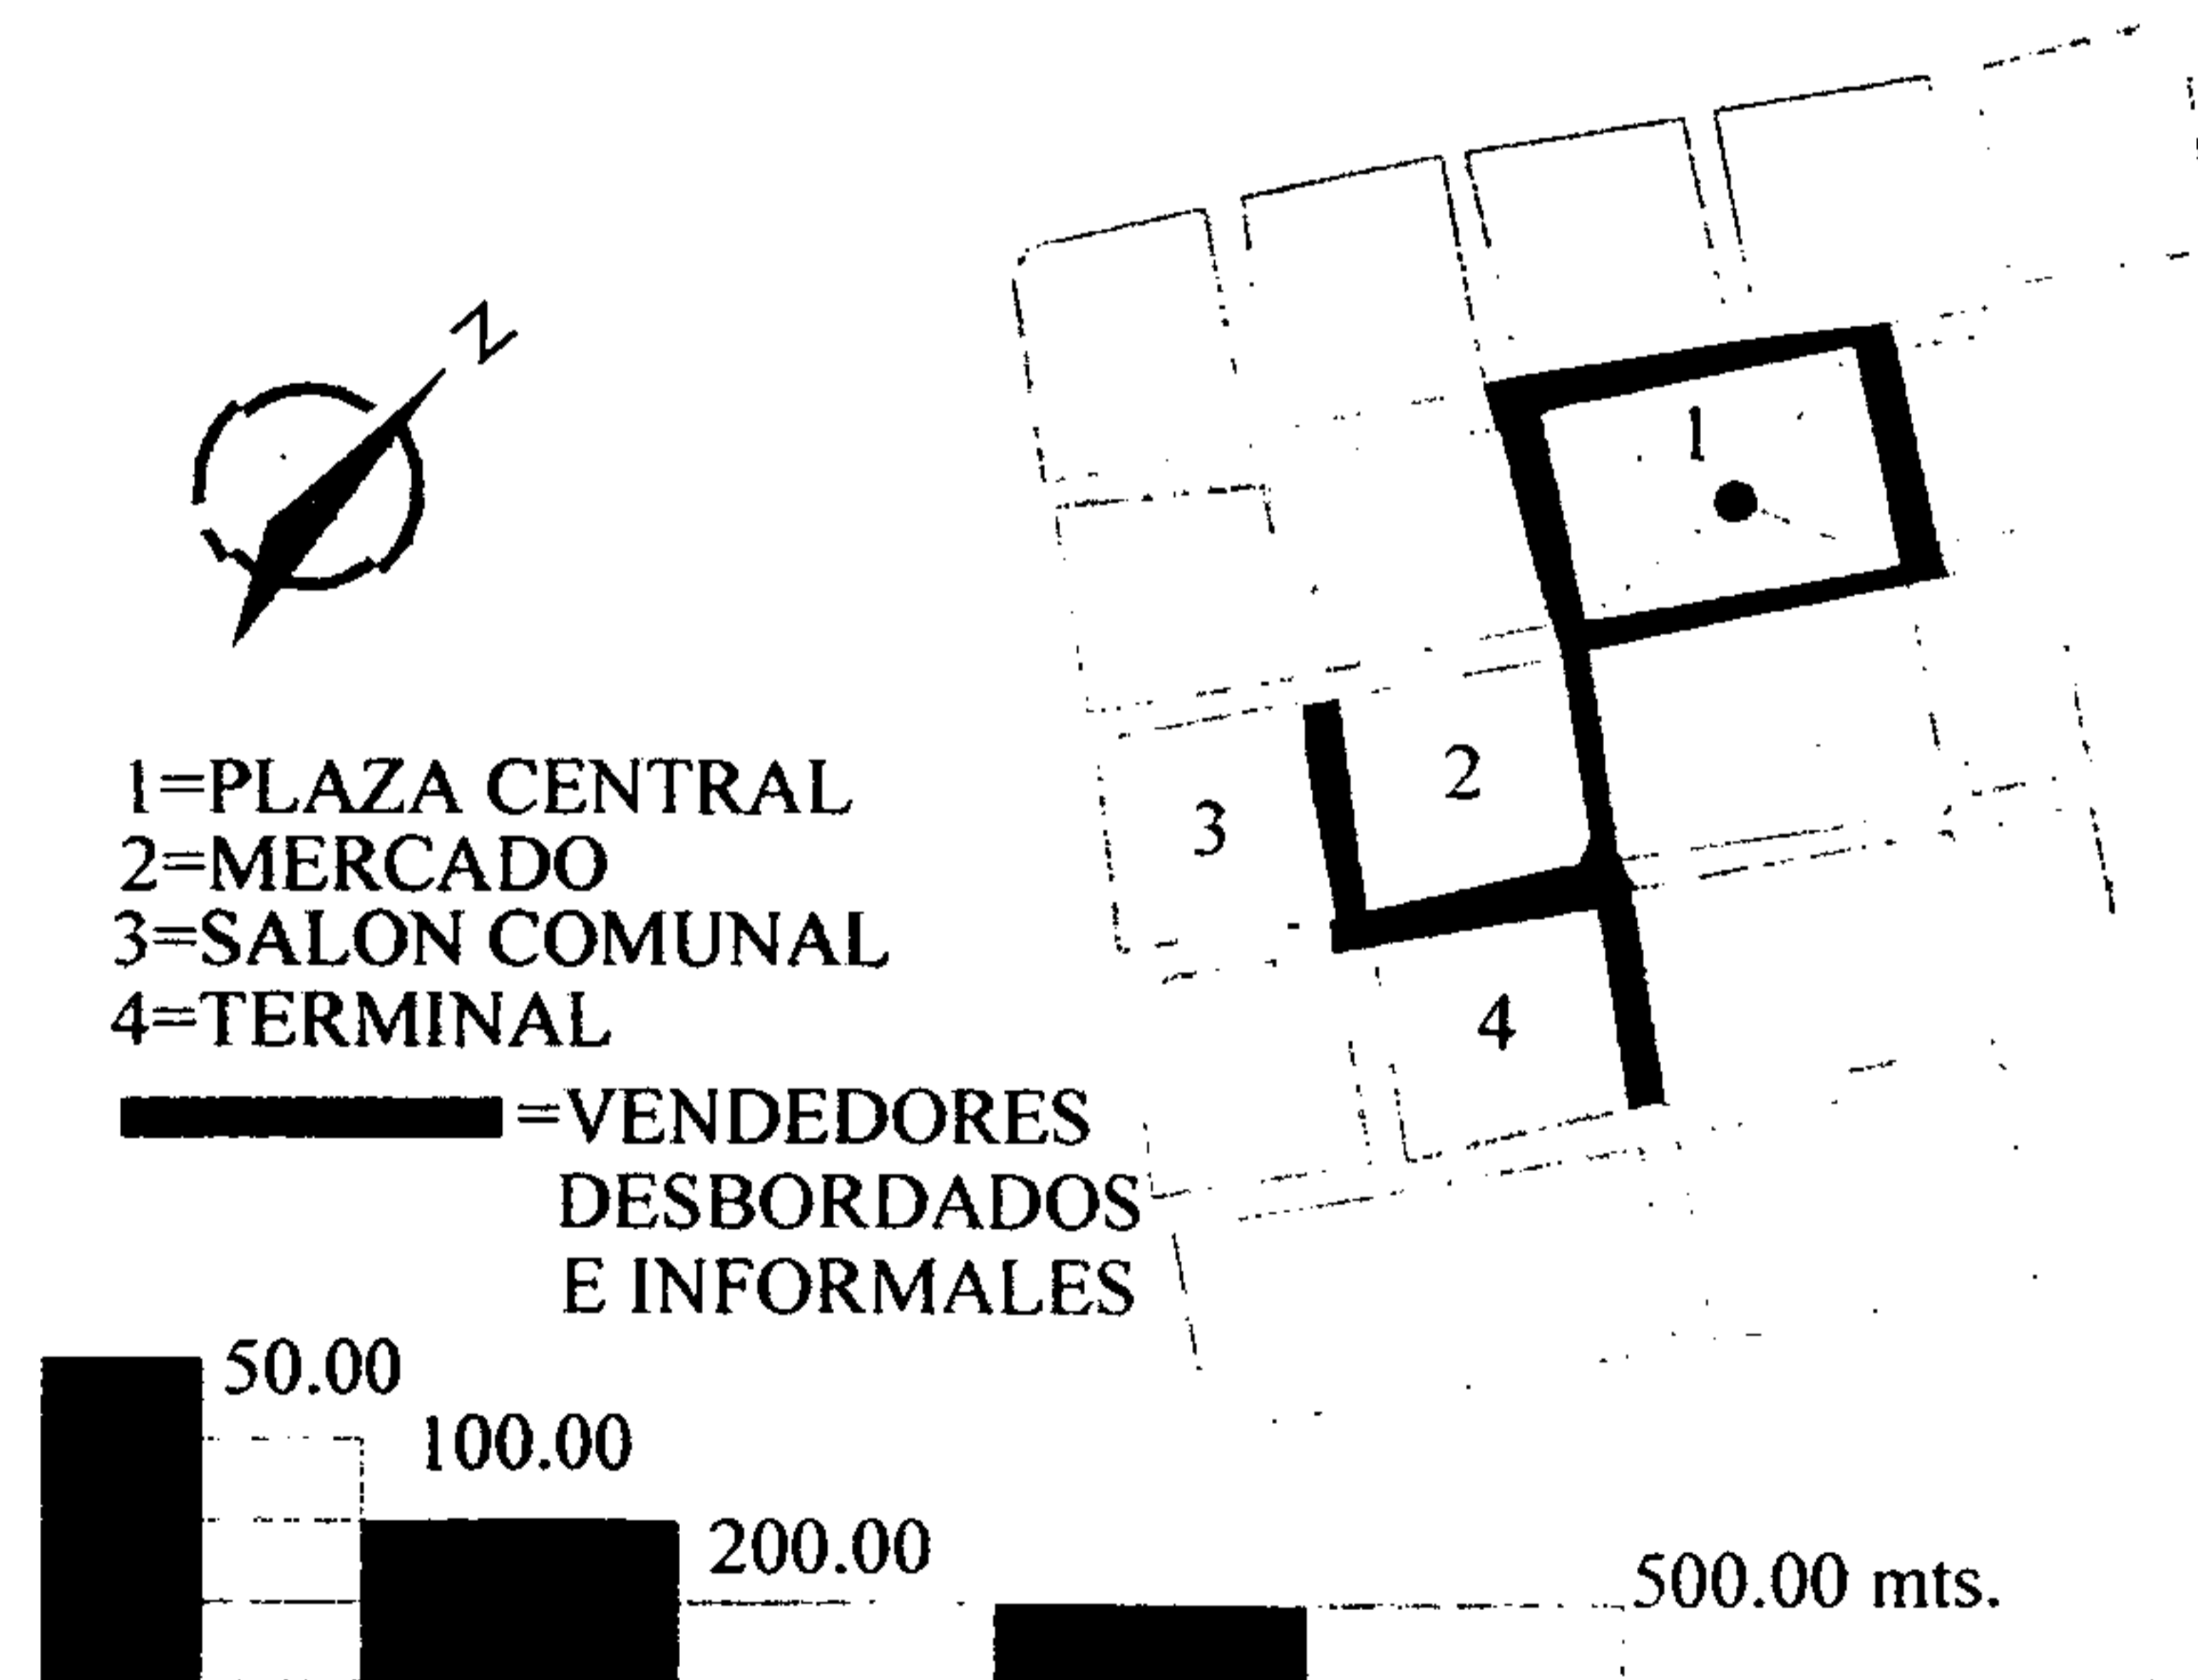 N
1
2
3
4
1=PLAZA CENTRAL
2=MERCADO
3=SALON COMUNAL
4=TERMINAL
=VENDEDORES
DESBORDADOS
E INFORMALES
50.00
100.00
200.00
500.00 mts.